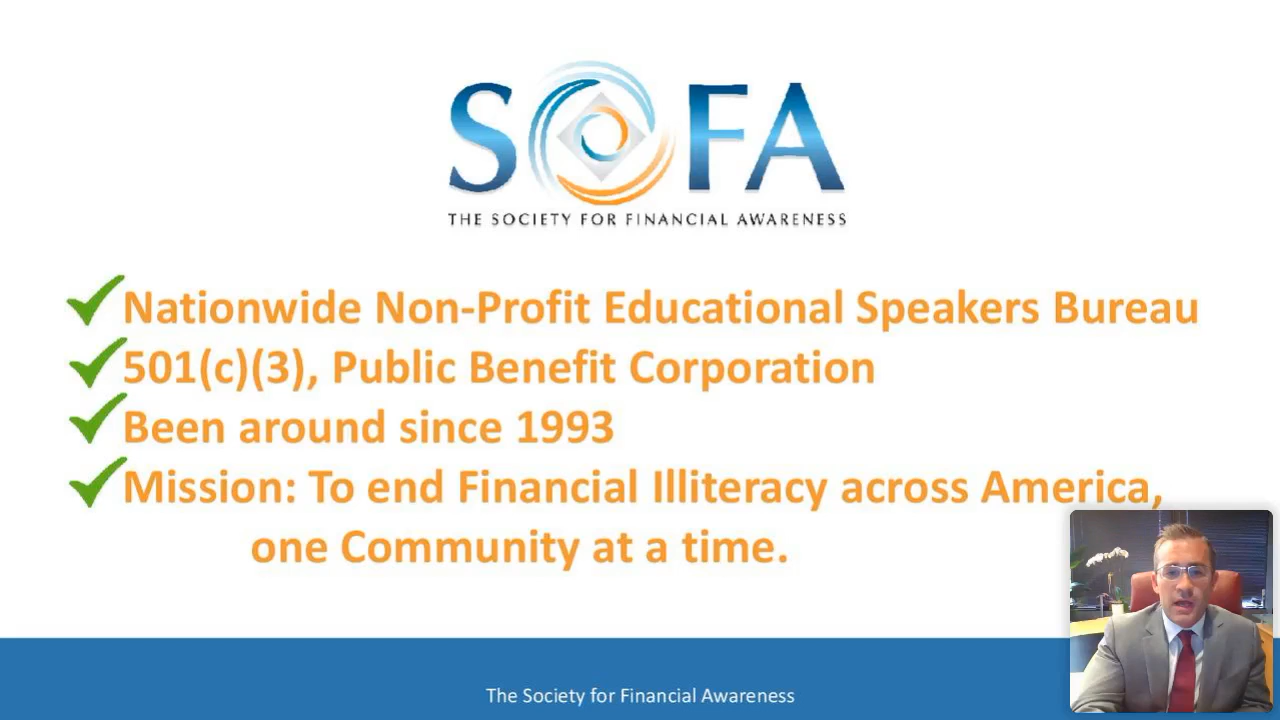 SOFA
THE SOCIETY FOR FINANCIAL AWARENESS
Nationwide Non-Profit Educational Speakers Bureau
501(c)(3), Public Benefit Corporation
Been around since 1993
Mission: To end Financial Illiteracy across America,
one Community at a time.
The Society for Financial Awareness